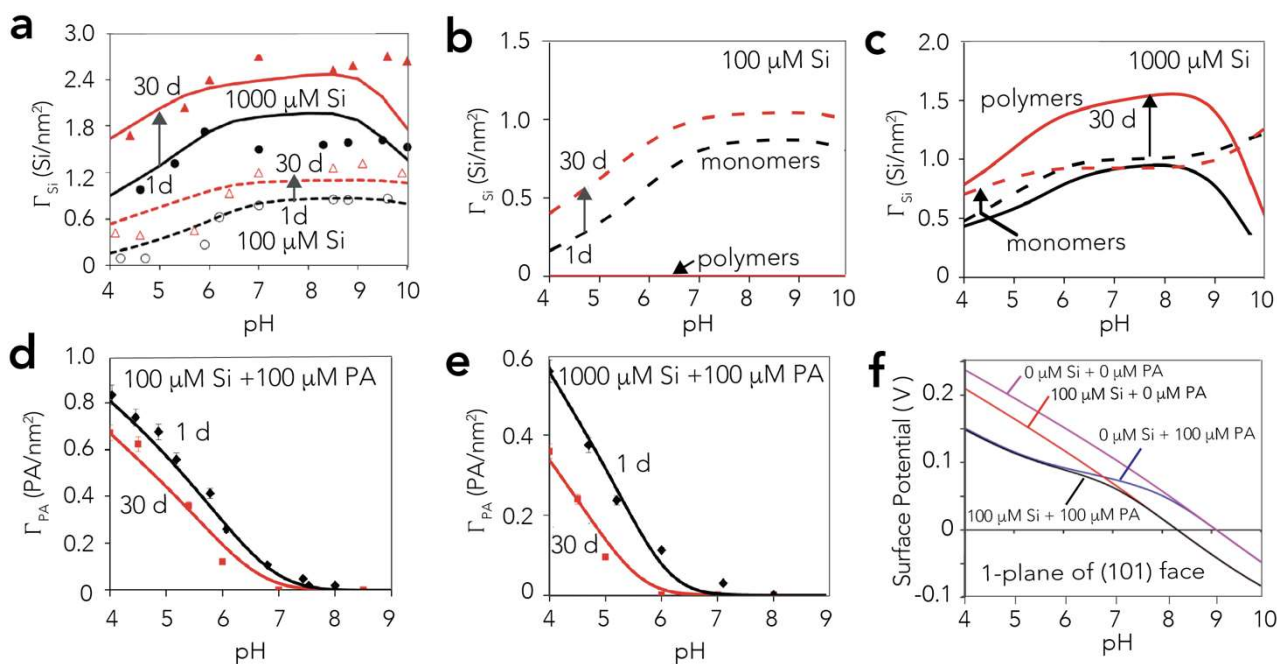 a
ΓSi (Si/nm²)
3.0
2.4
1.8
1.2
0.6
0
30 d
1000 μM Si
1d
30 d
1d
100 μM Si
4 5 6 7 8 9 10
pH
b
ΓSi (Si/nm²)
1.5
1.0
0.5
0
100 μM Si
30 d
monomers
1d
polymers
4 5 6 7 8 9 10
pH
c
ΓSi (Si/nm²)
2.0
1.5
1.0
0.5
0
1000 μM Si
polymers
30 d
monomers
4 5 6 7 8 9 10
pH
d
ΓPA (PA/nm²)
1.0
0.8
0.6
0.4
0.2
0
100 μM Si +100 μM PA
1 d
30 d
4 5 6 7 8 9
pH
e
ΓPA (PA/nm²)
0.6
0.4
0.2
0
1000 μM Si +100 μM PA
1 d
30 d
4 5 6 7 8 9
pH
f
Surface Potential (V)
0.2
0.1
0
-0.1
0 μM Si + 0 μM PA
100 μM Si + 0 μM PA
0 μM Si + 100 μM PA
100 μM Si + 100 μM PA
1-plane of (101) face
4 5 6 7 8 9 10
pH